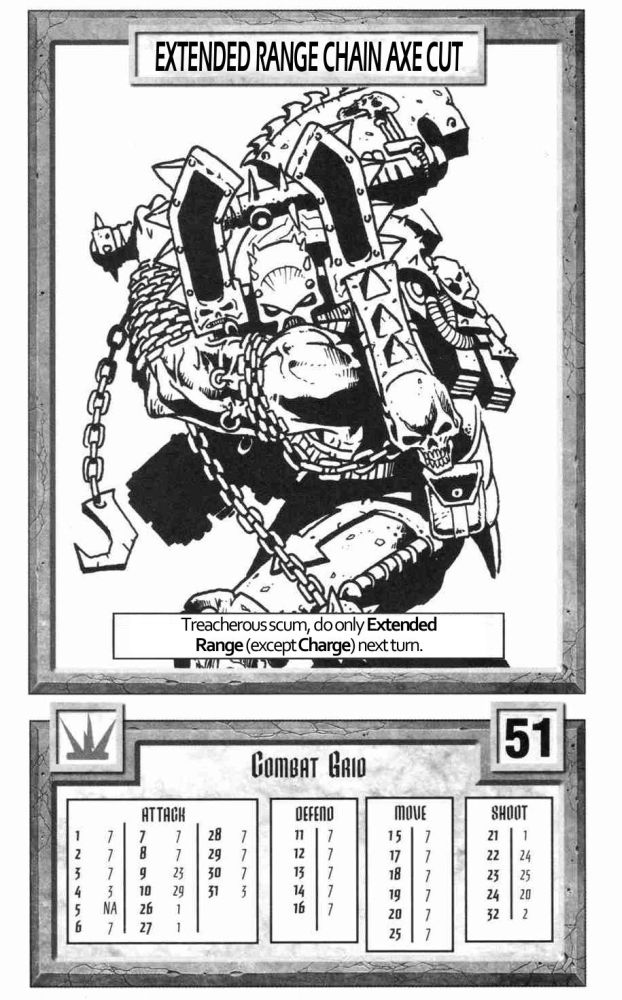 EXTENDED RANGE CHAIN AXE CUT
Treacherous scum, do only Extended
Range (except Charge) next turn.
51
COMBAT GRID
ATTACK
1 7 7 7 28 7
2 7 8 7 29 7
3 7 9 23 30 7
4 3 10 29 31 3
5 NA 26 1
6 7 27 1
DEFEND
11 7
12 7
13 7
14 7
16 7
MOVE
15 7
17 7
18 7
19 7
20 7
25 7
SHOOT
21 1
22 24
23 25
24 20
32 2